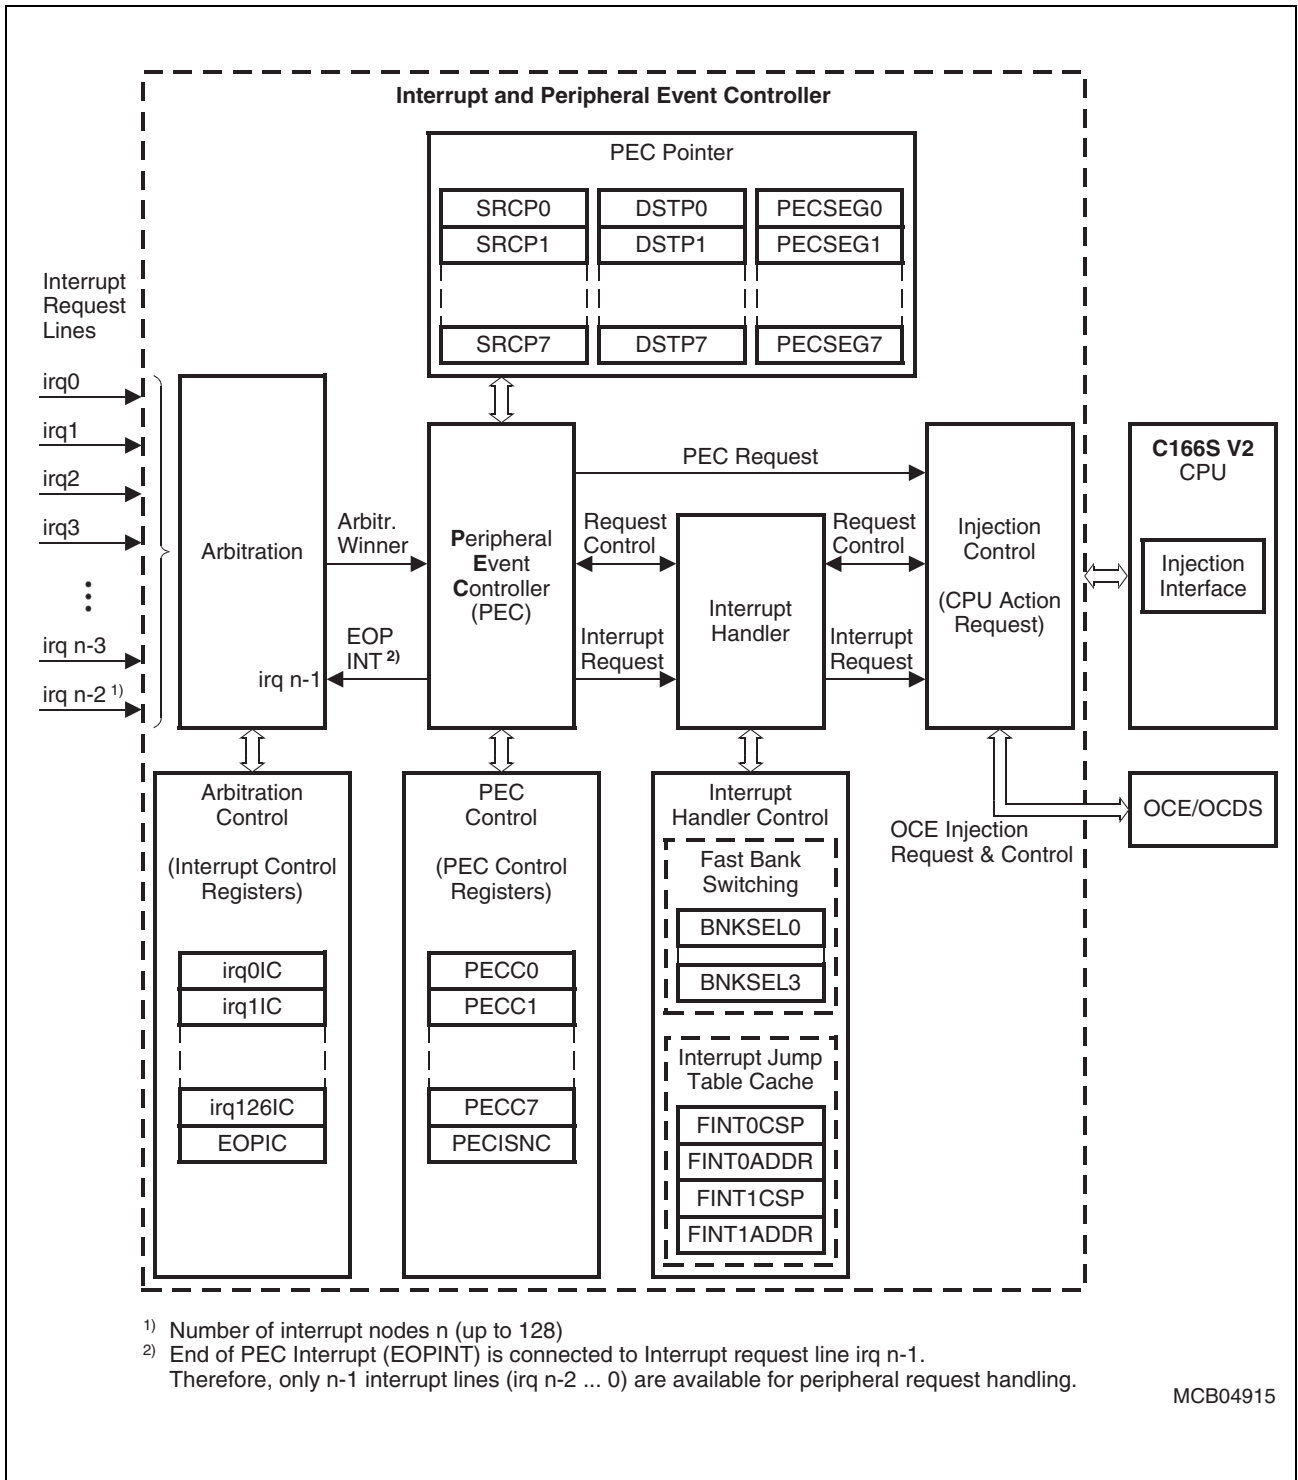 Interrupt and Peripheral Event Controller
PEC Pointer
SRCP0
DSTP0
PECSEG0
SRCP1
DSTP1
PECSEG1
SRCP7
DSTP7
PECSEG7
Interrupt
Request
Lines
irq0
irq1
irq2
irq3
irq n-3
irq n-2 1)
Arbitration
irq n-1
Arbitr.
Winner
EOP
INT 2)
Peripheral
Event
Controller
(PEC)
PEC Request
Request
Control
Interrupt
Request
Interrupt
Handler
Request
Control
Interrupt
Request
Injection
Control
(CPU Action
Request)
C166S V2
CPU
Injection
Interface
OCE/OCDS
OCE Injection
Request & Control
Arbitration
Control
(Interrupt Control
Registers)
irq0IC
irq1IC
irq126IC
EOPIC
PEC
Control
(PEC Control
Registers)
PECC0
PECC1
PECC7
PECISNC
Interrupt
Handler Control
Fast Bank
Switching
BNKSEL0
BNKSEL3
Interrupt Jump
Table Cache
FINT0CSP
FINT0ADDR
FINT1CSP
FINT1ADDR
1) Number of interrupt nodes n (up to 128)
2) End of PEC Interrupt (EOPINT) is connected to Interrupt request line irq n-1.
Therefore, only n-1 interrupt lines (irq n-2 ... 0) are available for peripheral request handling.
MCB04915